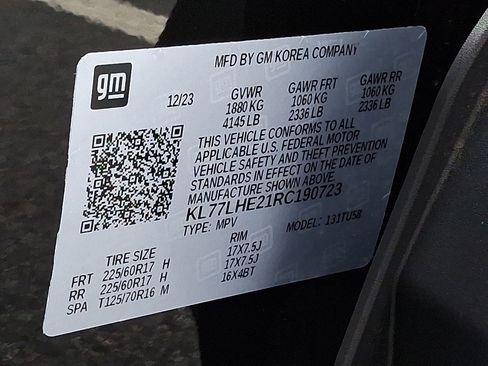 MFD BY GM KOREA COMPANY
gm
12/23
GVWR GAWR FRT GAWR RR
1880 KG 1060 KG 1060 KG
4145 LB 2336 LB 2336 LB
THIS VEHICLE CONFORMS TO ALL
APPLICABLE U.S. FEDERAL MOTOR
VEHICLE SAFETY AND THEFT PREVENTION
STANDARDS IN EFFECT ON THE DATE OF
MANUFACTURE SHOWN ABOVE.
KL77LHE21RC190723
TYPE: MPV MODEL: 131TU58
TIRE SIZE RIM
FRT 225/60R17 H 17X7.5J
RR 225/60R17 H 17X7.5J
SPA T125/70R16 M 16X4BT